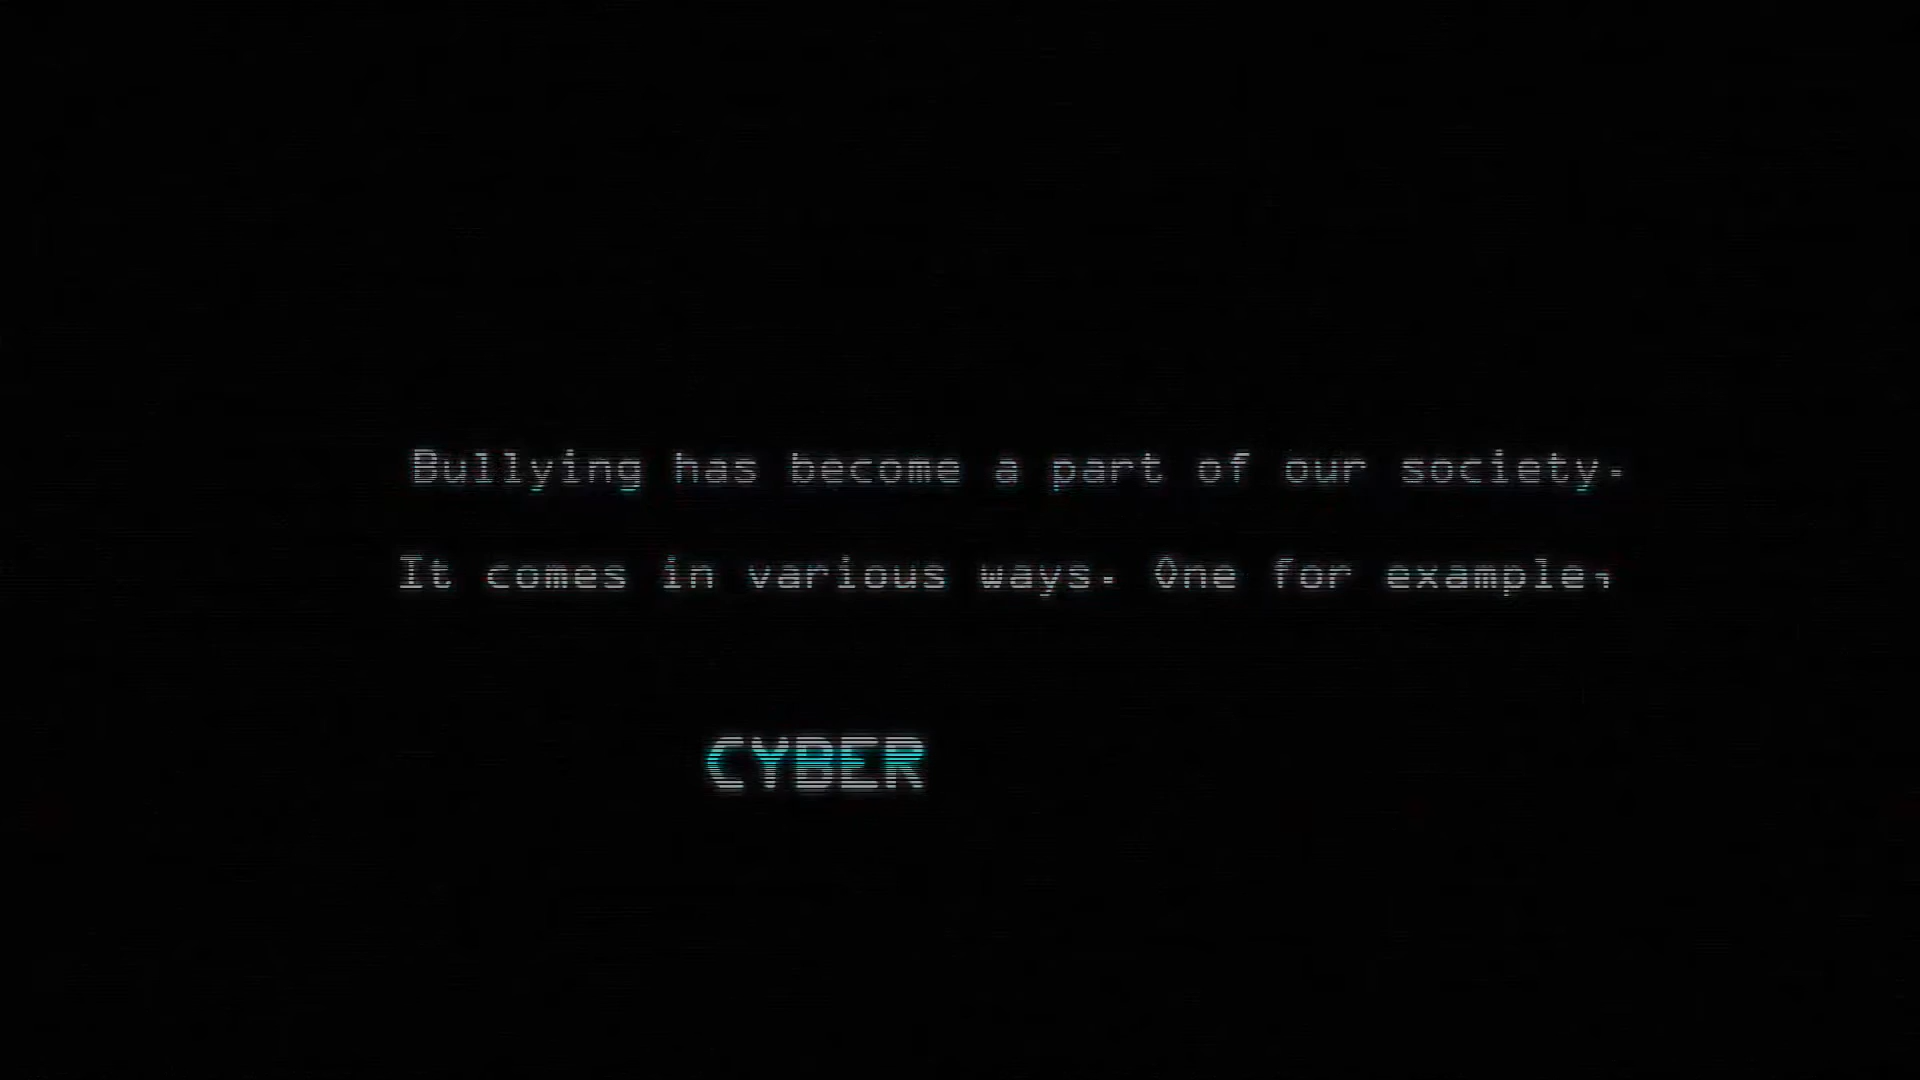 Bullying has become a part of our society.
It comes in various ways. One for example,
CYBER